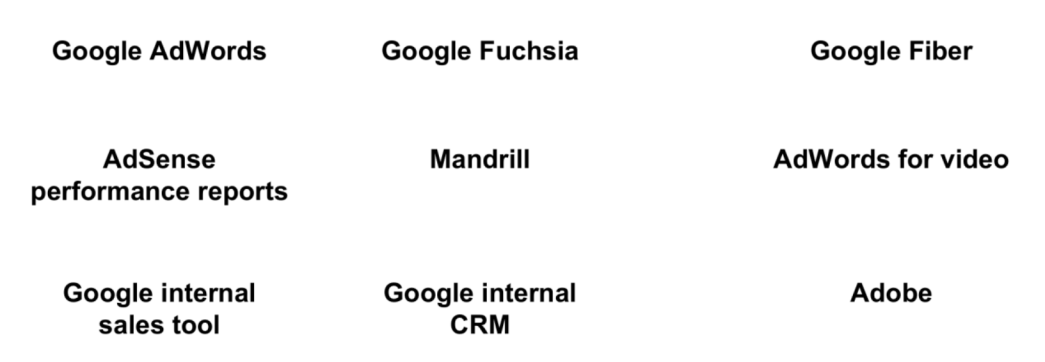 Google AdWords
Google Fuchsia
Google Fiber
AdSense
performance reports
Mandrill
AdWords for video
Google internal
sales tool
Google internal
CRM
Adobe